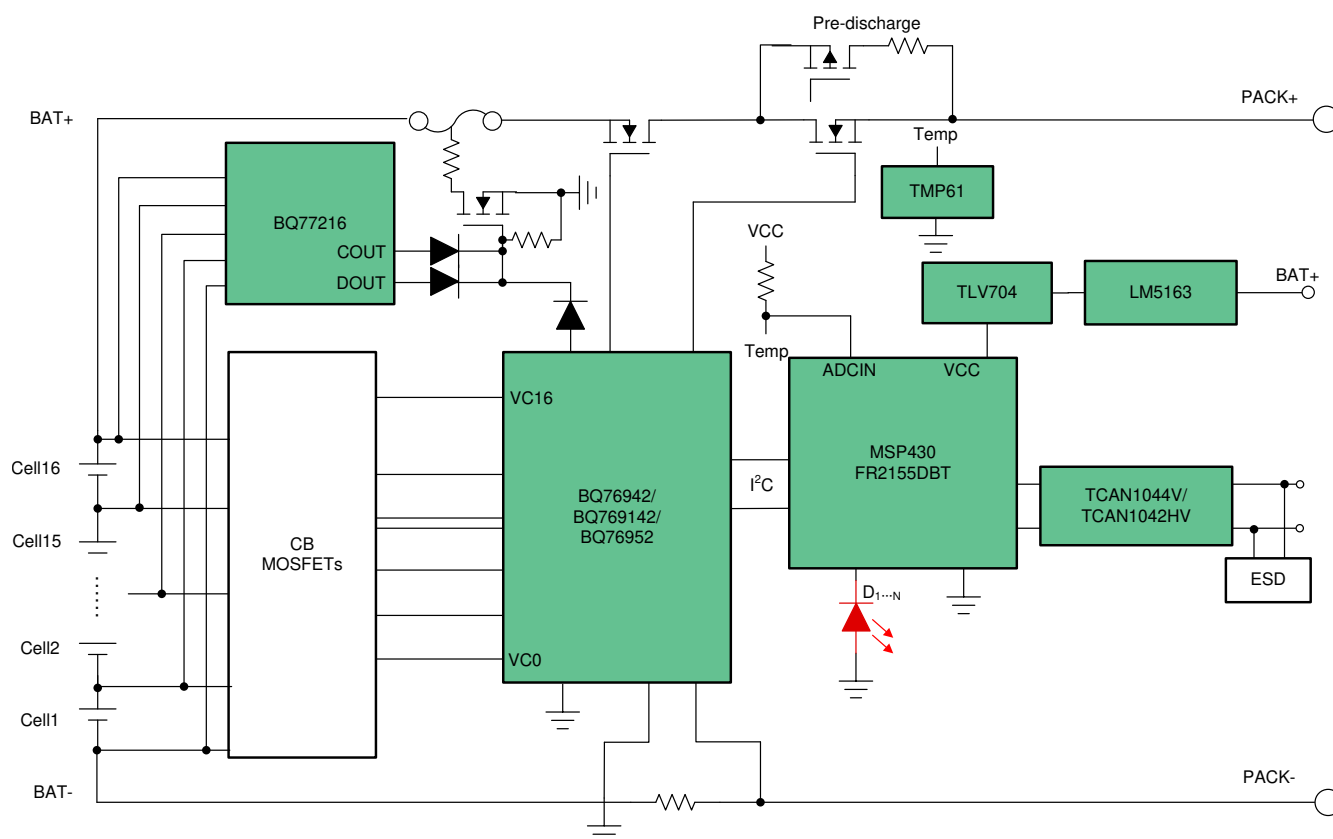 Pre-discharge
BAT+
PACK+
Temp
TMP61
BQ77216
COUT
DOUT
VCC
Temp
TLV704
LM5163
BAT+
ADCIN
VCC
VC16
MSP430
FR2155DBT
Cell16
I²C
BQ76942/
BQ769142/
BQ76952
TCAN1044V/
TCAN1042HV
Cell15
CB
MOSFETs
ESD
D₁...N
Cell2
VC0
Cell1
BAT-
PACK-